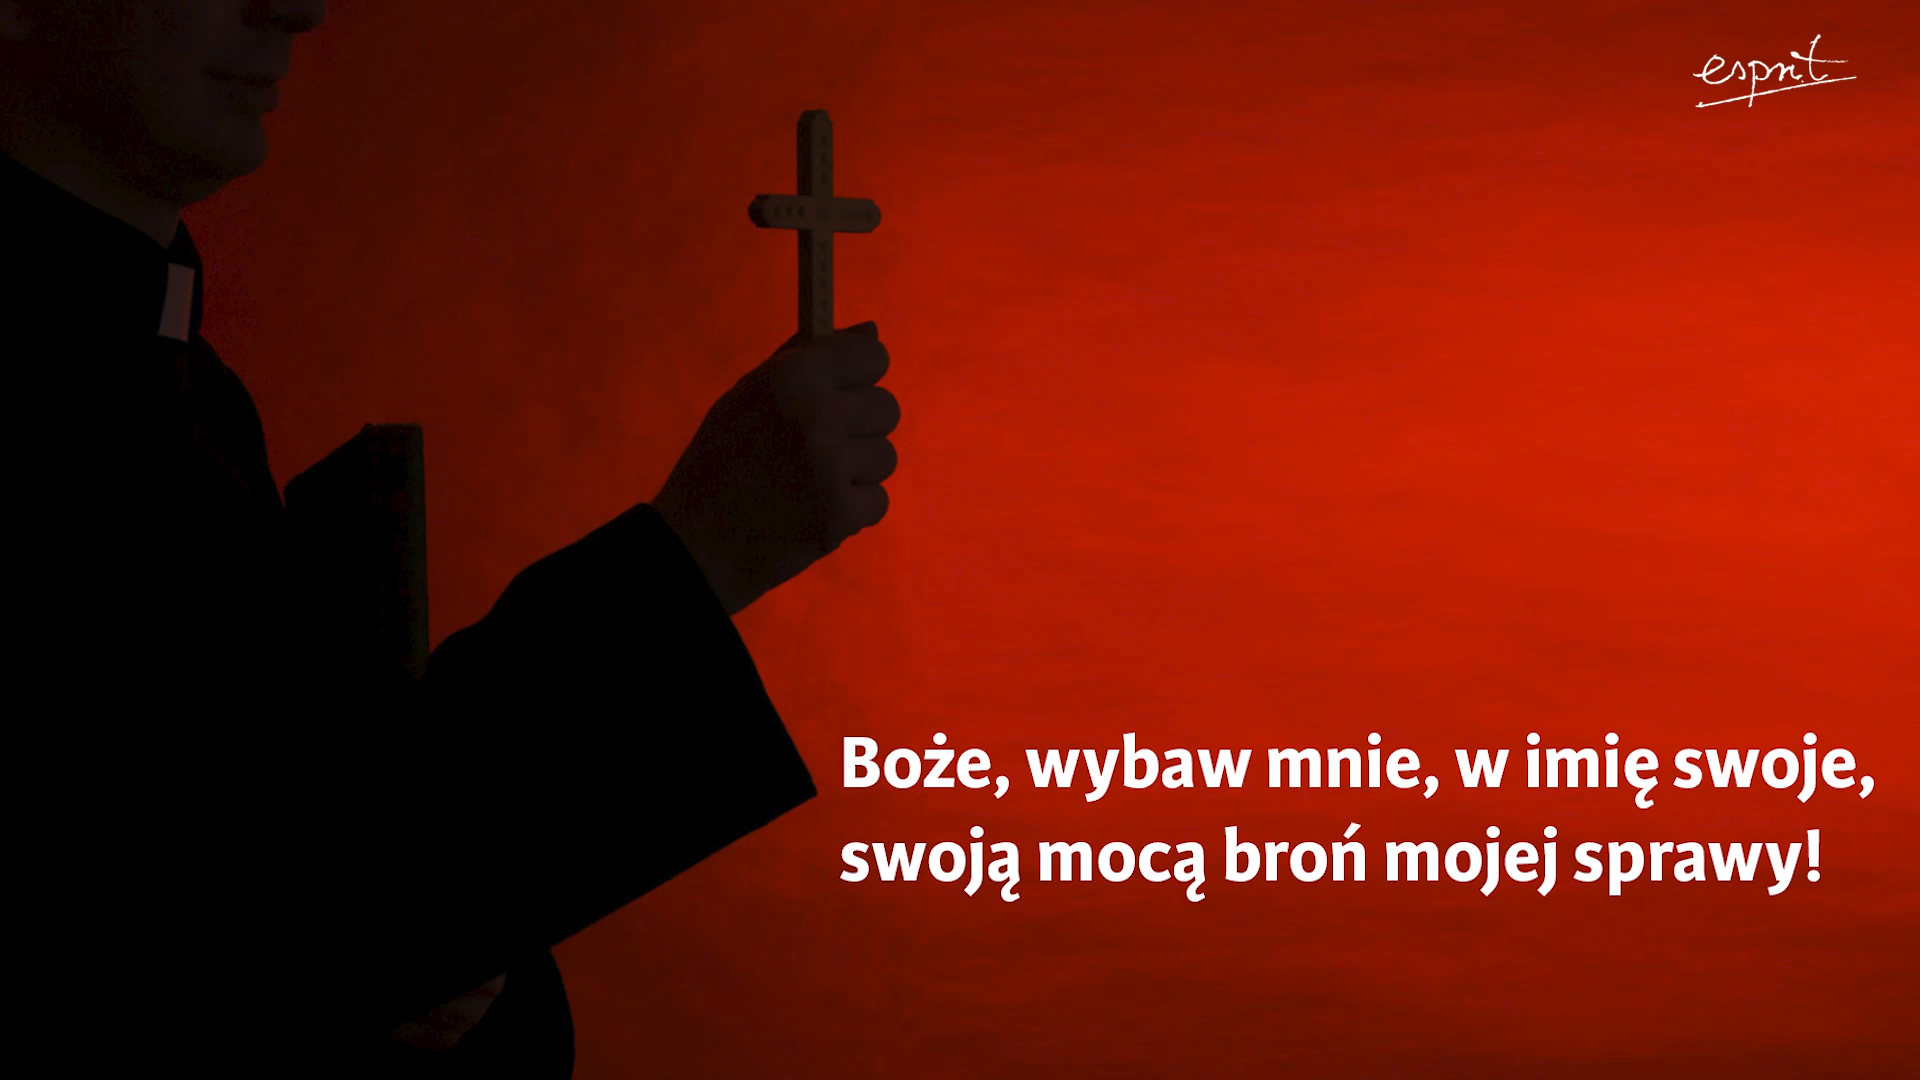 esprit
Boże, wybaw mnie, w imię swoje,
swoją mocą broń mojej sprawy!